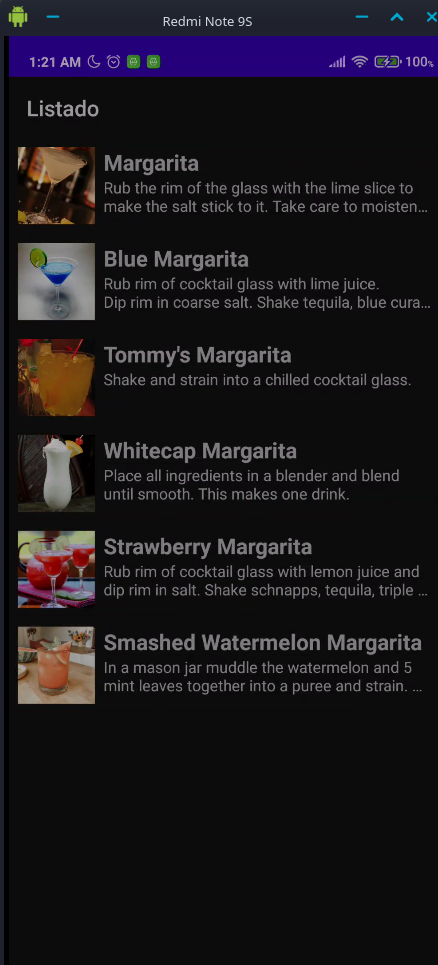 Redmi Note 9S
1:21 AM
100%
Listado
Margarita
Rub the rim of the glass with the lime slice to
make the salt stick to it. Take care to moisten…
Blue Margarita
Rub rim of cocktail glass with lime juice.
Dip rim in coarse salt. Shake tequila, blue cura…
Tommy's Margarita
Shake and strain into a chilled cocktail glass.
Whitecap Margarita
Place all ingredients in a blender and blend
until smooth. This makes one drink.
Strawberry Margarita
Rub rim of cocktail glass with lemon juice and
dip rim in salt. Shake schnapps, tequila, triple …
Smashed Watermelon Margarita
In a mason jar muddle the watermelon and 5
mint leaves together into a puree and strain. …